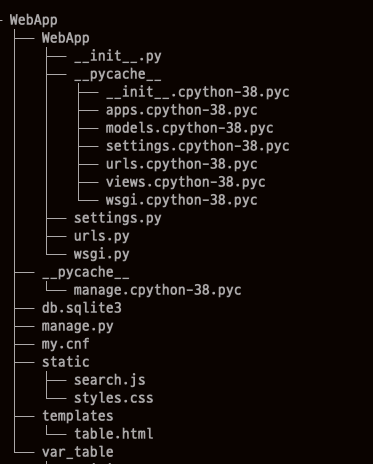 WebApp
├── WebApp
│   ├── __init__.py
│   ├── __pycache__
│   │   ├── __init__.cpython-38.pyc
│   │   ├── apps.cpython-38.pyc
│   │   ├── models.cpython-38.pyc
│   │   ├── settings.cpython-38.pyc
│   │   ├── urls.cpython-38.pyc
│   │   ├── views.cpython-38.pyc
│   │   └── wsgi.cpython-38.pyc
│   ├── settings.py
│   ├── urls.py
│   └── wsgi.py
├── __pycache__
│   └── manage.cpython-38.pyc
├── db.sqlite3
├── manage.py
├── my.cnf
├── static
│   ├── search.js
│   └── styles.css
├── templates
│   └── table.html
└── var_table